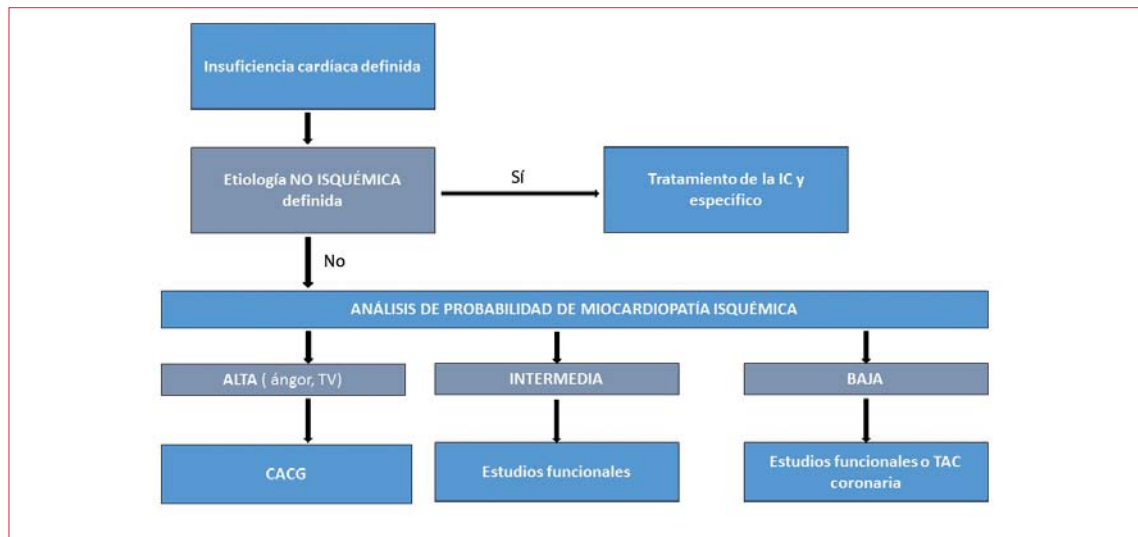 Insuficiencia cardíaca definida
Etiología NO ISQUÉMICA
definida
Sí
Tratamiento de la IC y
específico
No
ANÁLISIS DE PROBABILIDAD DE MIOCARDIOPATÍA ISQUÉMICA
ALTA ( ángor, TV)
INTERMEDIA
BAJA
CACG
Estudios funcionales
Estudios funcionales o TAC
coronaria